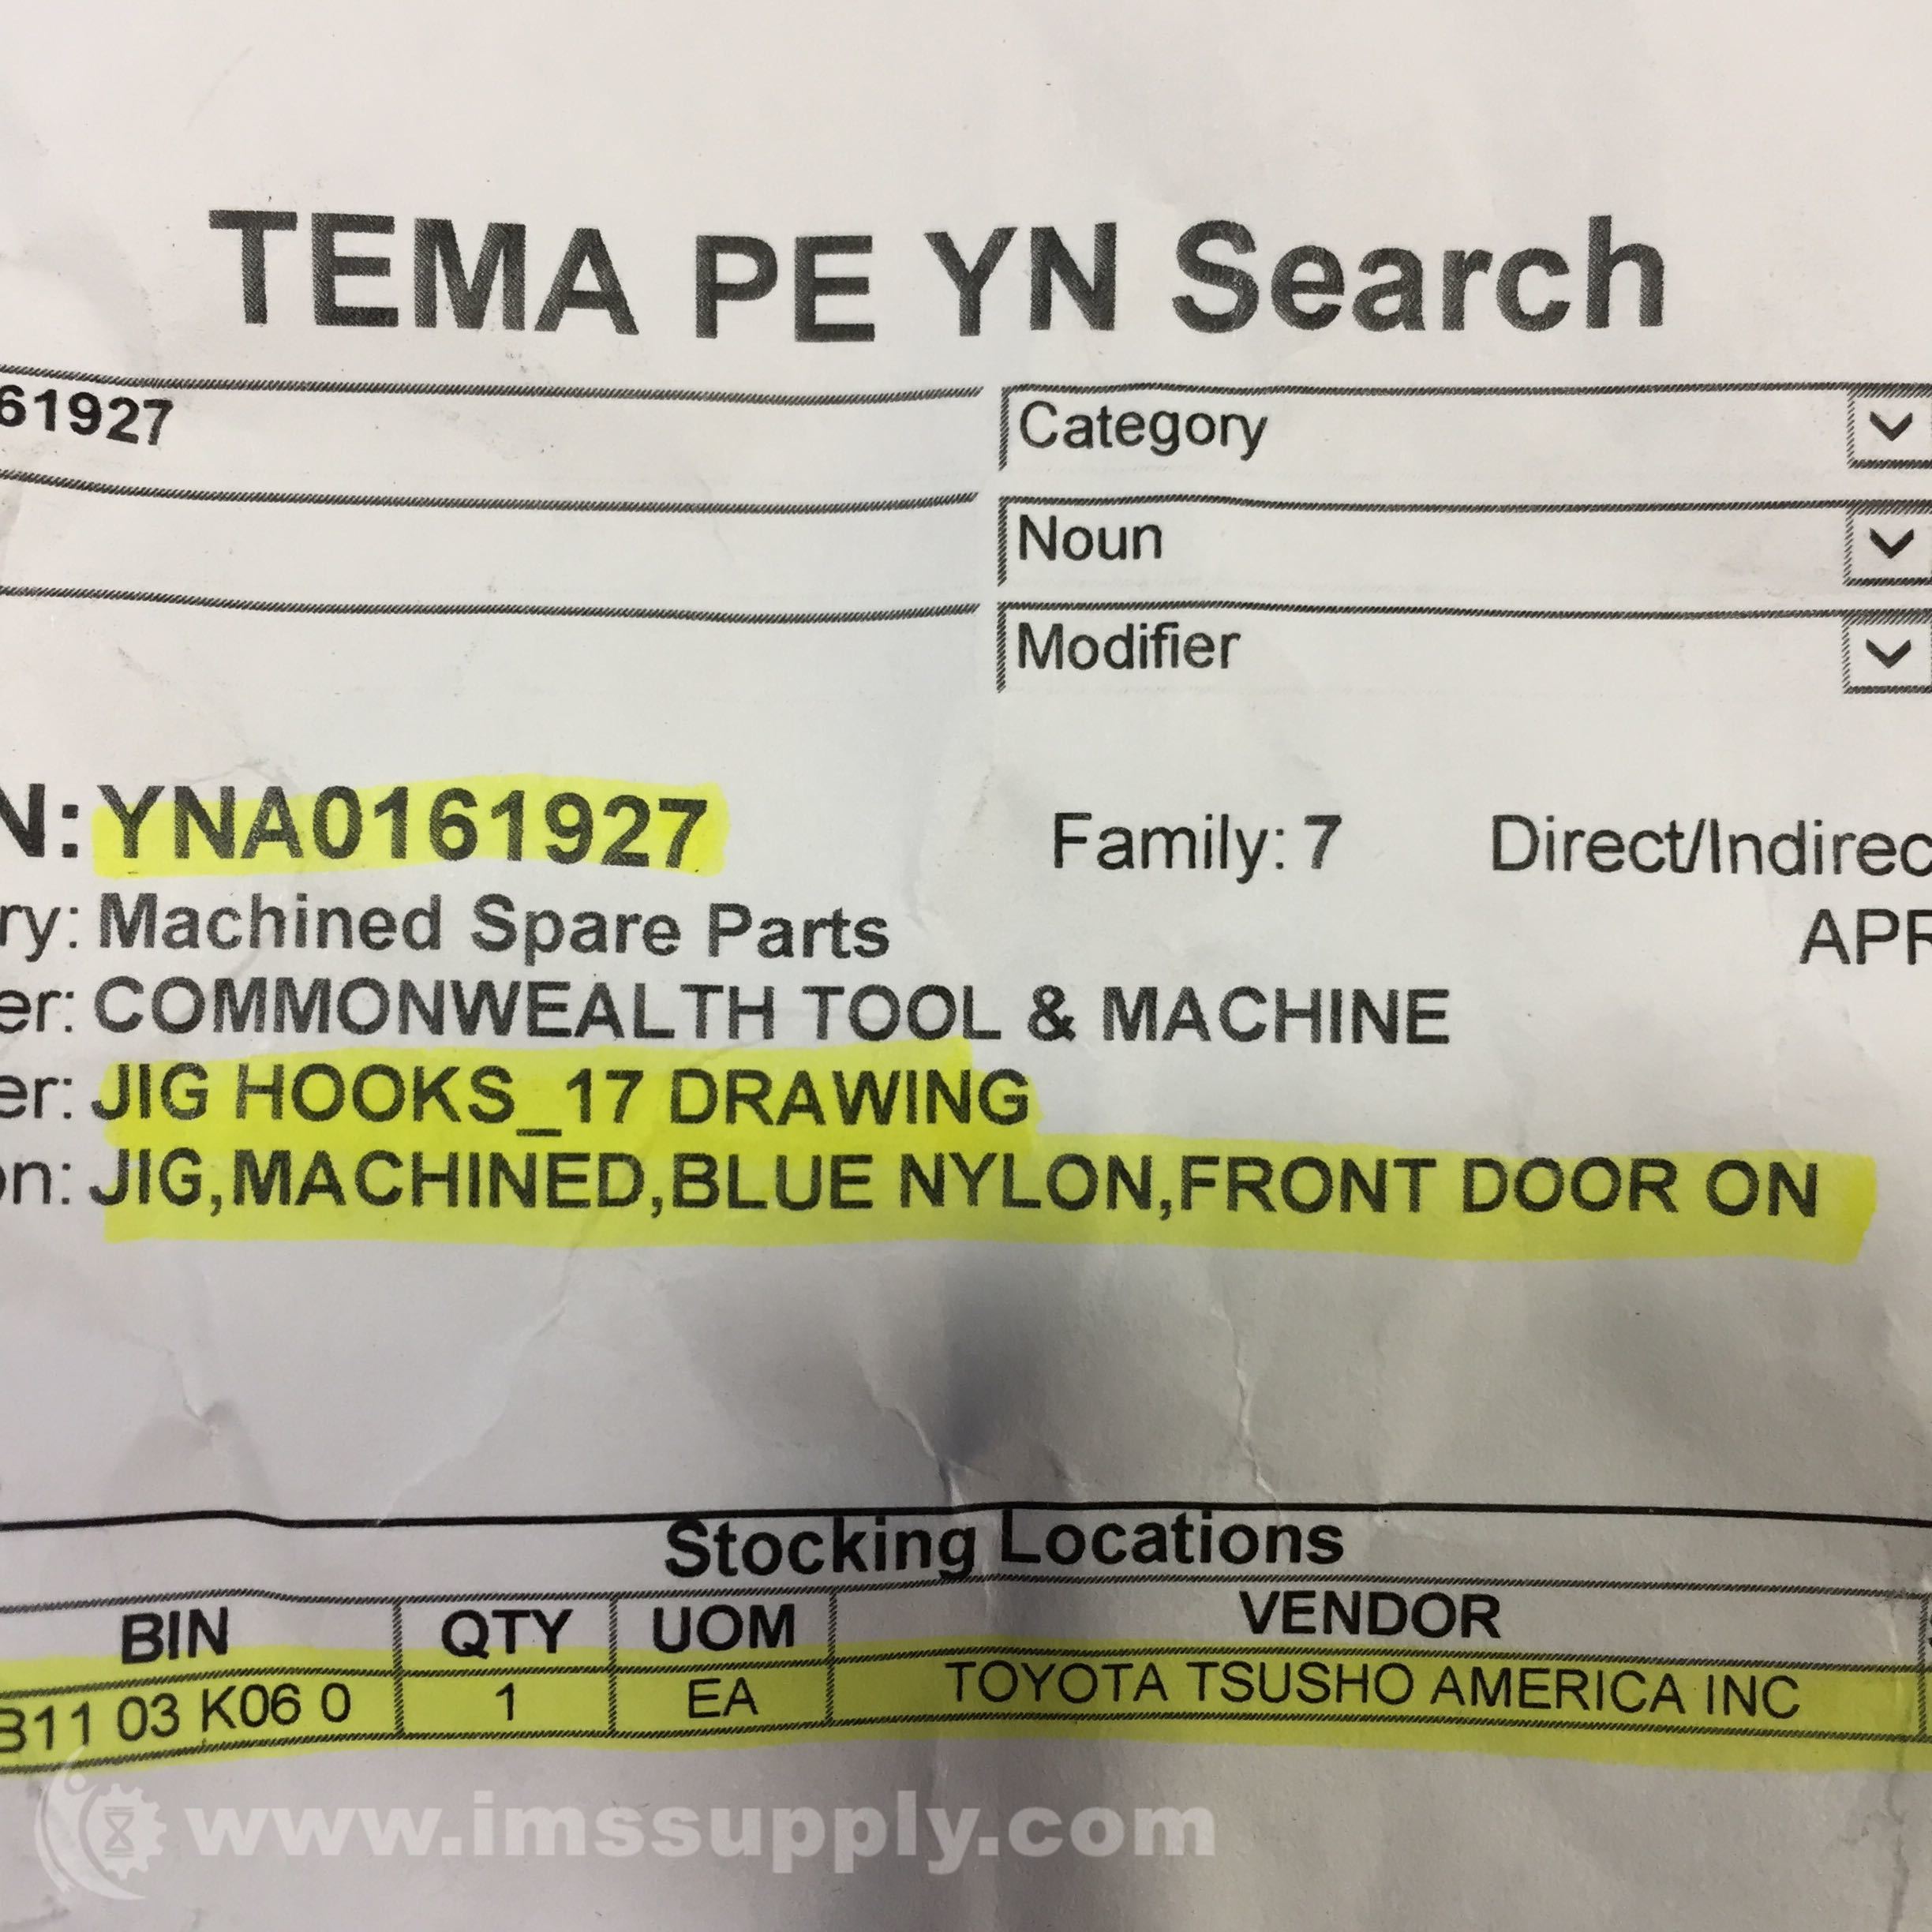 TEMA PE YN Search
61927
Category
Noun
Modifier
N: YNA0161927 Family: 7 Direct/Indirec
ry: Machined Spare Parts APR
er: COMMONWEALTH TOOL & MACHINE
er: JIG HOOKS_17 DRAWING
on: JIG,MACHINED,BLUE NYLON,FRONT DOOR ON
Stocking Locations
BIN QTY UOM VENDOR
B11 03 K06 0 1 EA TOYOTA TSUSHO AMERICA INC
www.imssupply.com